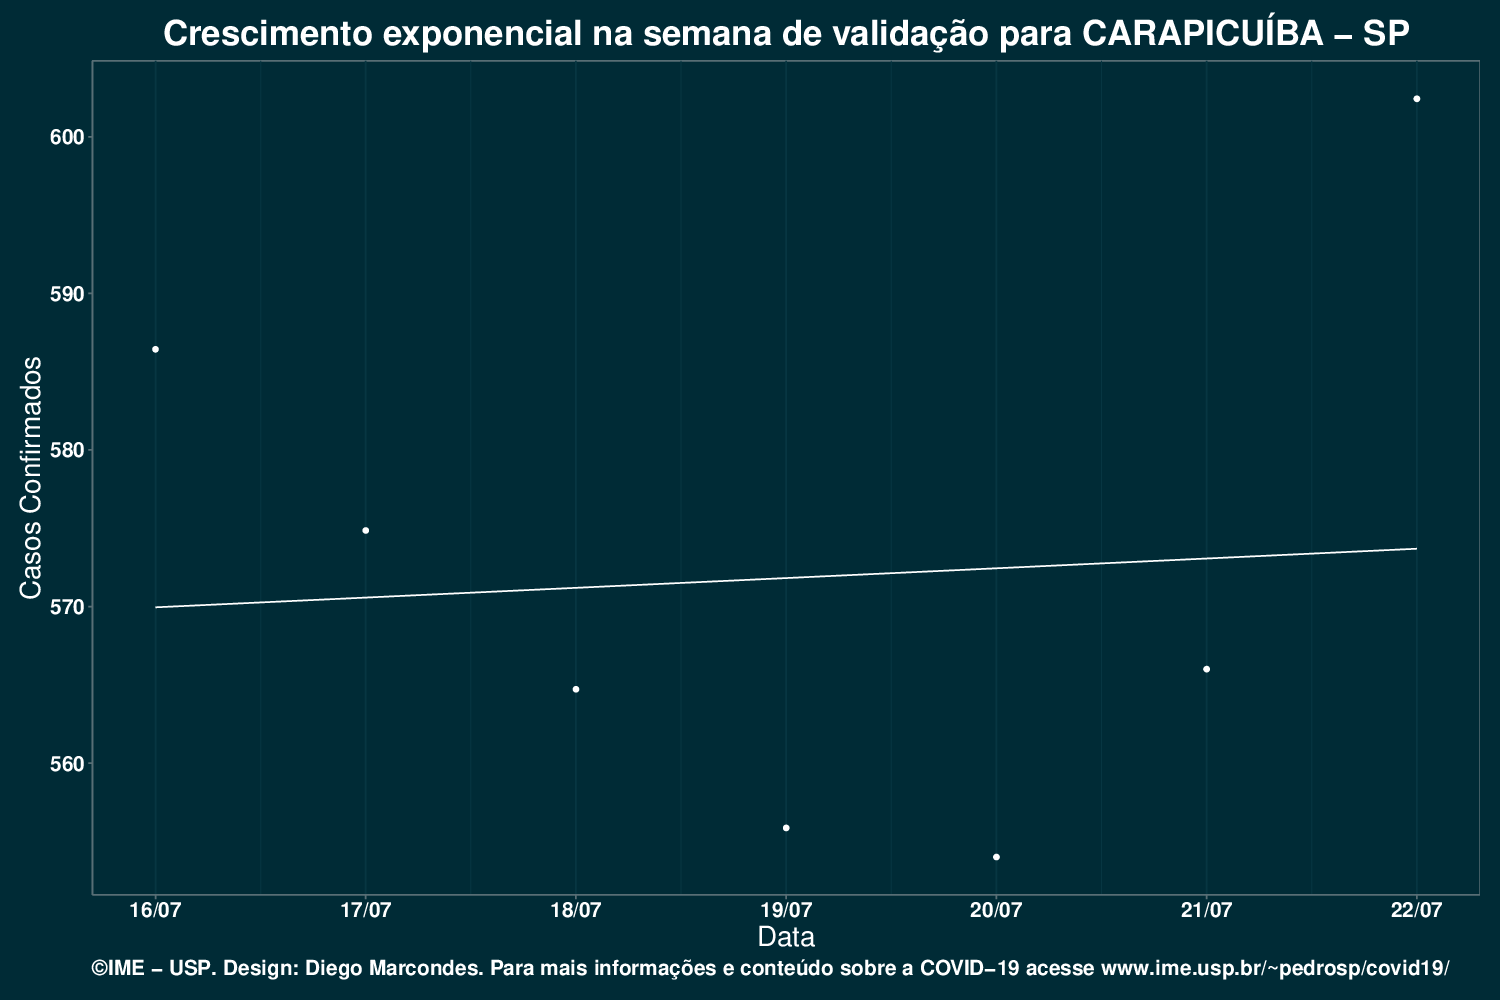 Crescimento exponencial na semana de validação para CARAPICUÍBA – SP
600
590
580
570
560
Casos Confirmados
16/07 17/07 18/07 19/07 20/07 21/07 22/07
Data
©IME – USP. Design: Diego Marcondes. Para mais informações e conteúdo sobre a COVID–19 acesse www.ime.usp.br/~pedrosp/covid19/